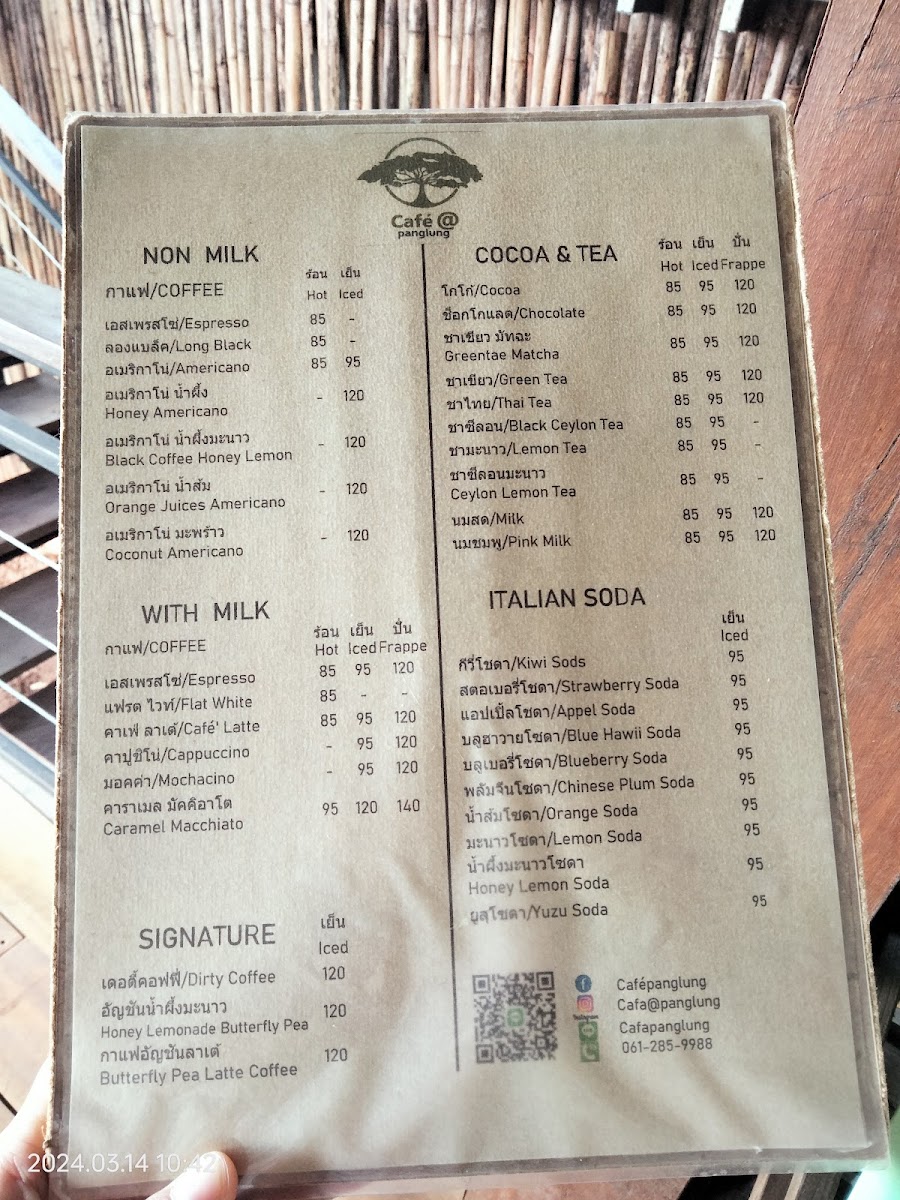 Café @
panglung
NON MILK
กาแฟ/COFFEE
ร้อน เย็น
Hot Iced
เอสเพรสโซ่/Espresso 85 -
ลองแบล็ค/Long Black 85 -
อเมริกาโน่/Americano 85 95
อเมริกาโน่ น้ำผึ้ง
Honey Americano - 120
อเมริกาโน่ น้ำผึ้งมะนาว
Black Coffee Honey Lemon - 120
อเมริกาโน่ น้ำส้ม
Orange Juices Americano - 120
อเมริกาโน่ มะพร้าว
Coconut Americano - 120
WITH MILK
กาแฟ/COFFEE
ร้อน เย็น ปั่น
Hot Iced Frappe
เอสเพรสโซ่/Espresso 85 95 120
แฟรต ไวท์/Flat White 85 - -
คาเฟ่ ลาเต้/Café' Latte 85 95 120
คาปูชิโน่/Cappuccino - 95 120
มอคค่า/Mochacino - 95 120
คาราเมล มัคคิอาโต
Caramel Macchiato 95 120 140
SIGNATURE
เย็น
Iced
เดอตี้คอฟฟี่/Dirty Coffee 120
อัญชันน้ำผึ้งมะนาว
Honey Lemonade Butterfly Pea 120
กาแฟอัญชันลาเต้
Butterfly Pea Latte Coffee 120
COCOA & TEA
ร้อน เย็น ปั่น
Hot Iced Frappe
โกโก้/Cocoa 85 95 120
ช็อกโกแลต/Chocolate 85 95 120
ชาเขียว มัทฉะ
Greentae Matcha 85 95 120
ชาเขียว/Green Tea 85 95 120
ชาไทย/Thai Tea 85 95 120
ชาซีลอน/Black Ceylon Tea 85 95 -
ชามะนาว/Lemon Tea 85 95 -
ชาซีลอนมะนาว
Ceylon Lemon Tea 85 95 -
นมสด/Milk 85 95 120
นมชมพู/Pink Milk 85 95 120
ITALIAN SODA
เย็น
Iced
กีวี่โซดา/Kiwi Sods 95
สตอเบอรี่โซดา/Strawberry Soda 95
แอปเปิ้ลโซดา/Appel Soda 95
บลูฮาวายโซดา/Blue Hawii Soda 95
บลูเบอรี่โซดา/Blueberry Soda 95
พลัมจีนโซดา/Chinese Plum Soda 95
น้ำส้มโซดา/Orange Soda 95
มะนาวโซดา/Lemon Soda 95
น้ำผึ้งมะนาวโซดา
Honey Lemon Soda 95
ยูสุโซดา/Yuzu Soda 95
Cafépanglung
Cafa@panglung
Cafapanglung
061-285-9988
2024.03.14 10:42